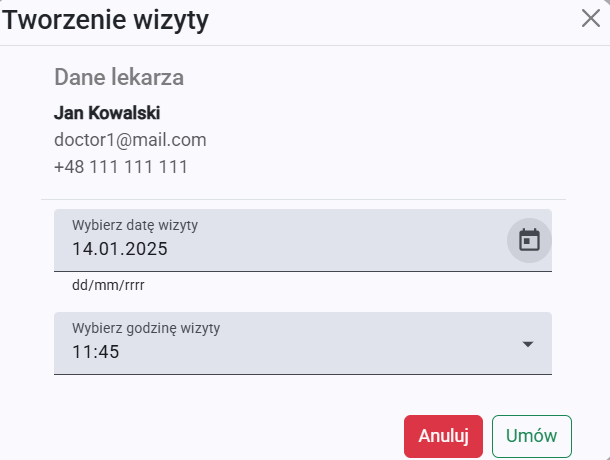 Tworzenie wizyty
Dane lekarza
Jan Kowalski
doctor1@mail.com
+48 111 111 111
Wybierz datę wizyty
14.01.2025
dd/mm/rrrr
Wybierz godzinę wizyty
11:45
Anuluj
Umów